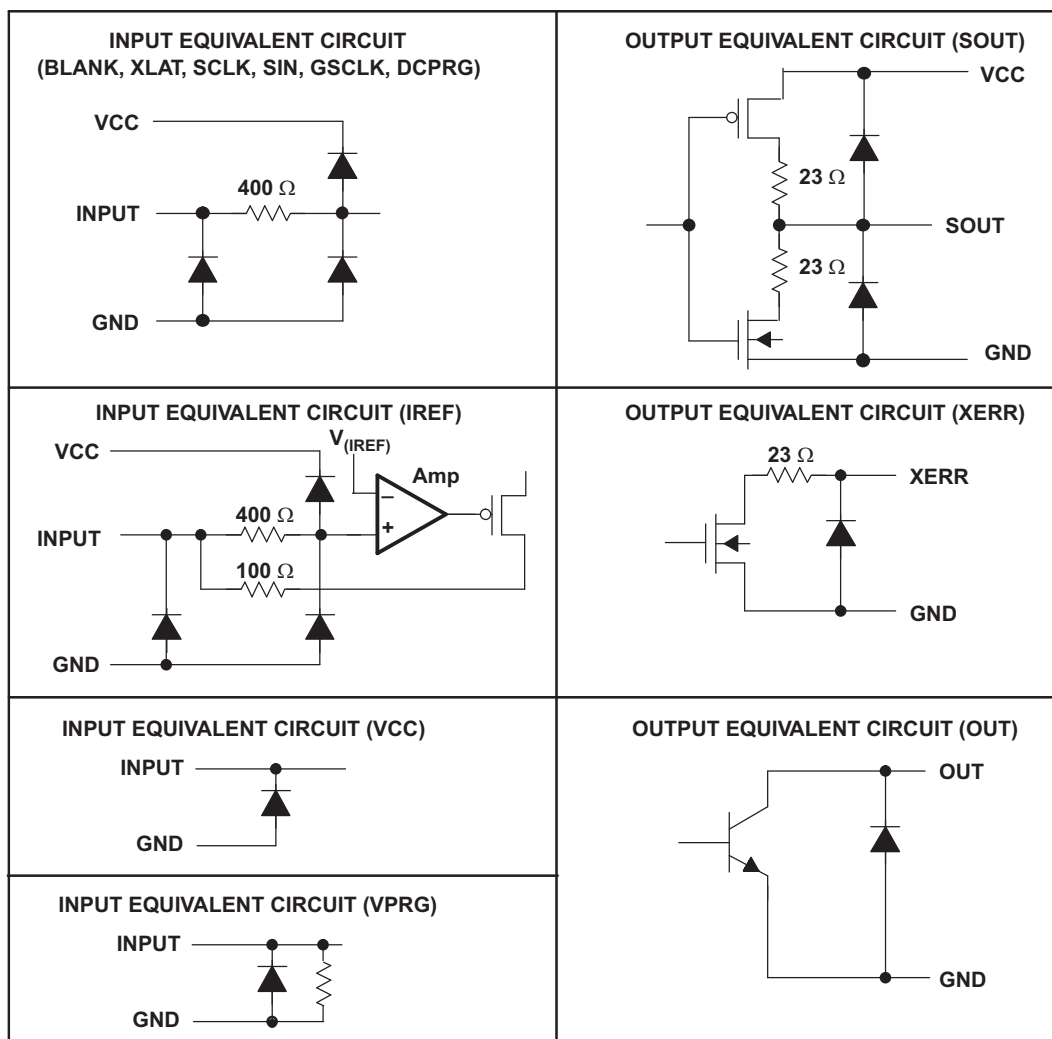 INPUT EQUIVALENT CIRCUIT
(BLANK, XLAT, SCLK, SIN, GSCLK, DCPRG)
VCC
400 Ω
INPUT
GND
OUTPUT EQUIVALENT CIRCUIT (SOUT)
VCC
23 Ω
SOUT
23 Ω
GND
INPUT EQUIVALENT CIRCUIT (IREF)
V(IREF)
VCC
Amp
400 Ω
INPUT
100 Ω
GND
OUTPUT EQUIVALENT CIRCUIT (XERR)
23 Ω
XERR
GND
INPUT EQUIVALENT CIRCUIT (VCC)
INPUT
GND
INPUT EQUIVALENT CIRCUIT (VPRG)
INPUT
GND
OUTPUT EQUIVALENT CIRCUIT (OUT)
OUT
GND